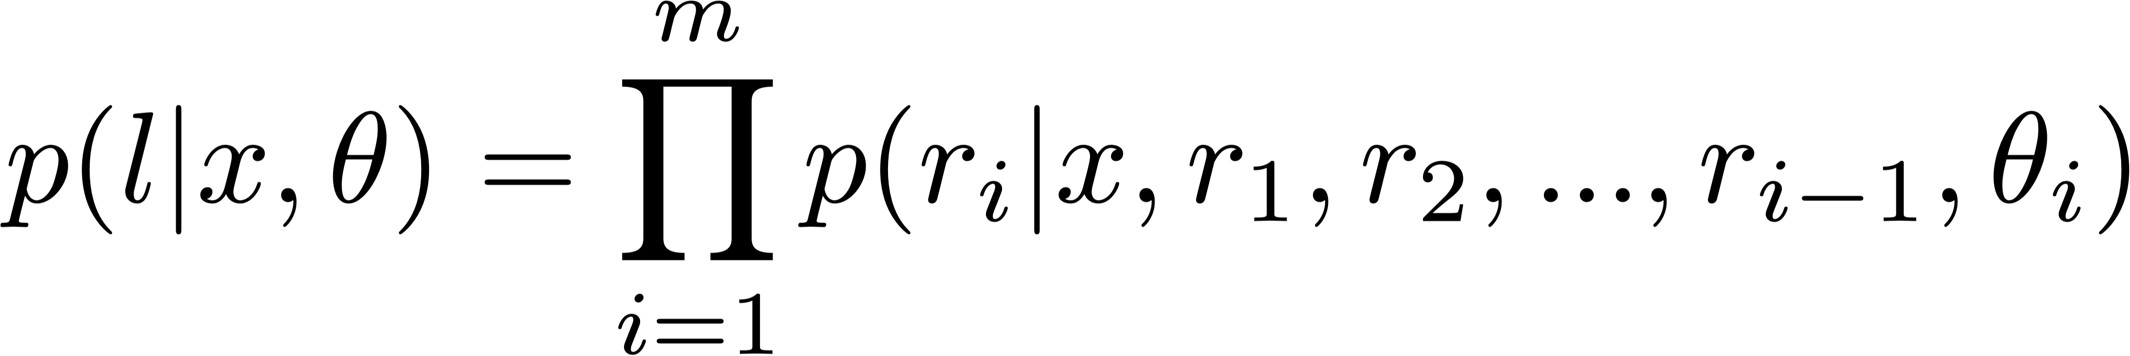 p(l|x, θ) = ∏_{i=1}^{m} p(r_i|x, r_1, r_2, ..., r_{i−1}, θ_i)